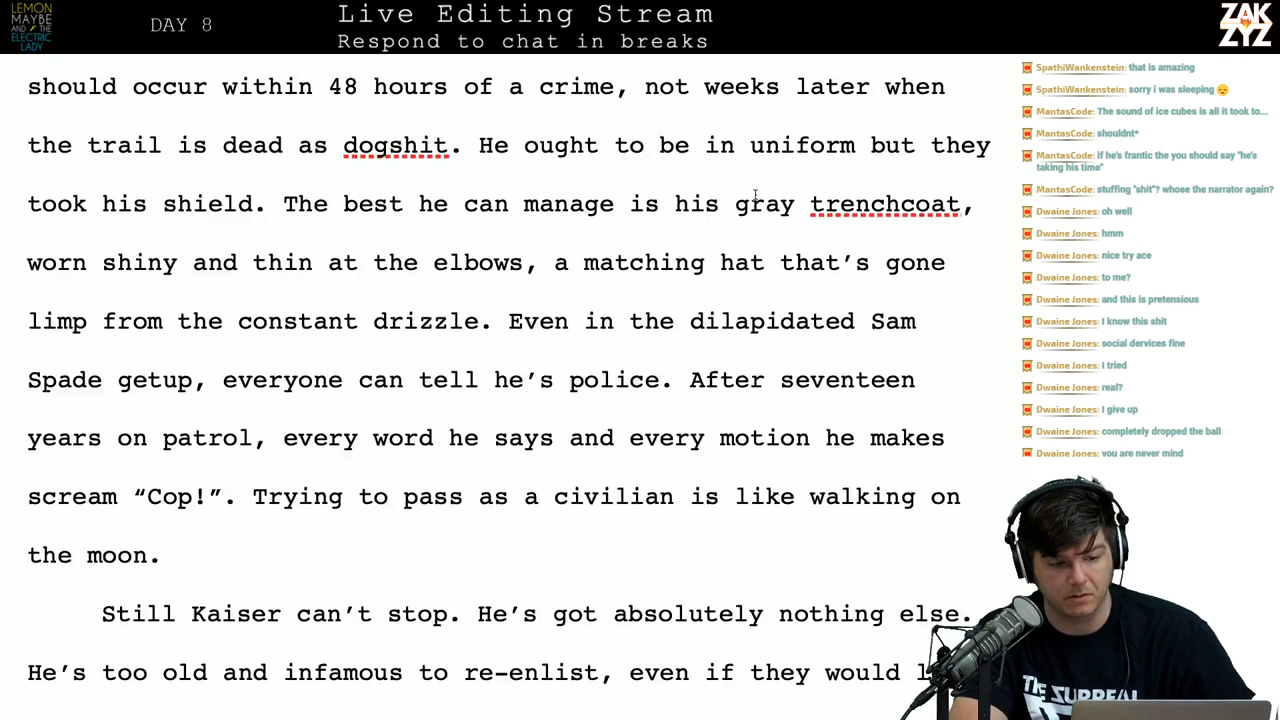 LEMON
MAYBE
AND THE
ELECTRIC
LADY
DAY 8
Live Editing Stream
Respond to chat in breaks
ZAK
ZYZ
should occur within 48 hours of a crime, not weeks later when
the trail is dead as dogshit. He ought to be in uniform but they
took his shield. The best he can manage is his gray trenchcoat,
worn shiny and thin at the elbows, a matching hat that’s gone
limp from the constant drizzle. Even in the dilapidated Sam
Spade getup, everyone can tell he’s police. After seventeen
years on patrol, every word he says and every motion he makes
scream “Cop!”. Trying to pass as a civilian is like walking on
the moon.
Still Kaiser can’t stop. He’s got absolutely nothing else.
He’s too old and infamous to re-enlist, even if they would
SpathiWankenstein: that is amazing
SpathiWankenstein: sorry i was sleeping 😞
MantasCode: The sound of ice cubes is all it took to...
MantasCode: shouldnt*
MantasCode: if he's frantic the you should say "he's
taking his time"
MantasCode: stuffing "shit"? whose the narrator again?
Dwaine Jones: oh well
Dwaine Jones: hmm
Dwaine Jones: nice try ace
Dwaine Jones: to me?
Dwaine Jones: and this is pretensious
Dwaine Jones: I know this shit
Dwaine Jones: social dervices fine
Dwaine Jones: I tried
Dwaine Jones: real?
Dwaine Jones: I give up
Dwaine Jones: completely dropped the ball
Dwaine Jones: you are never mind
THE SURREAL